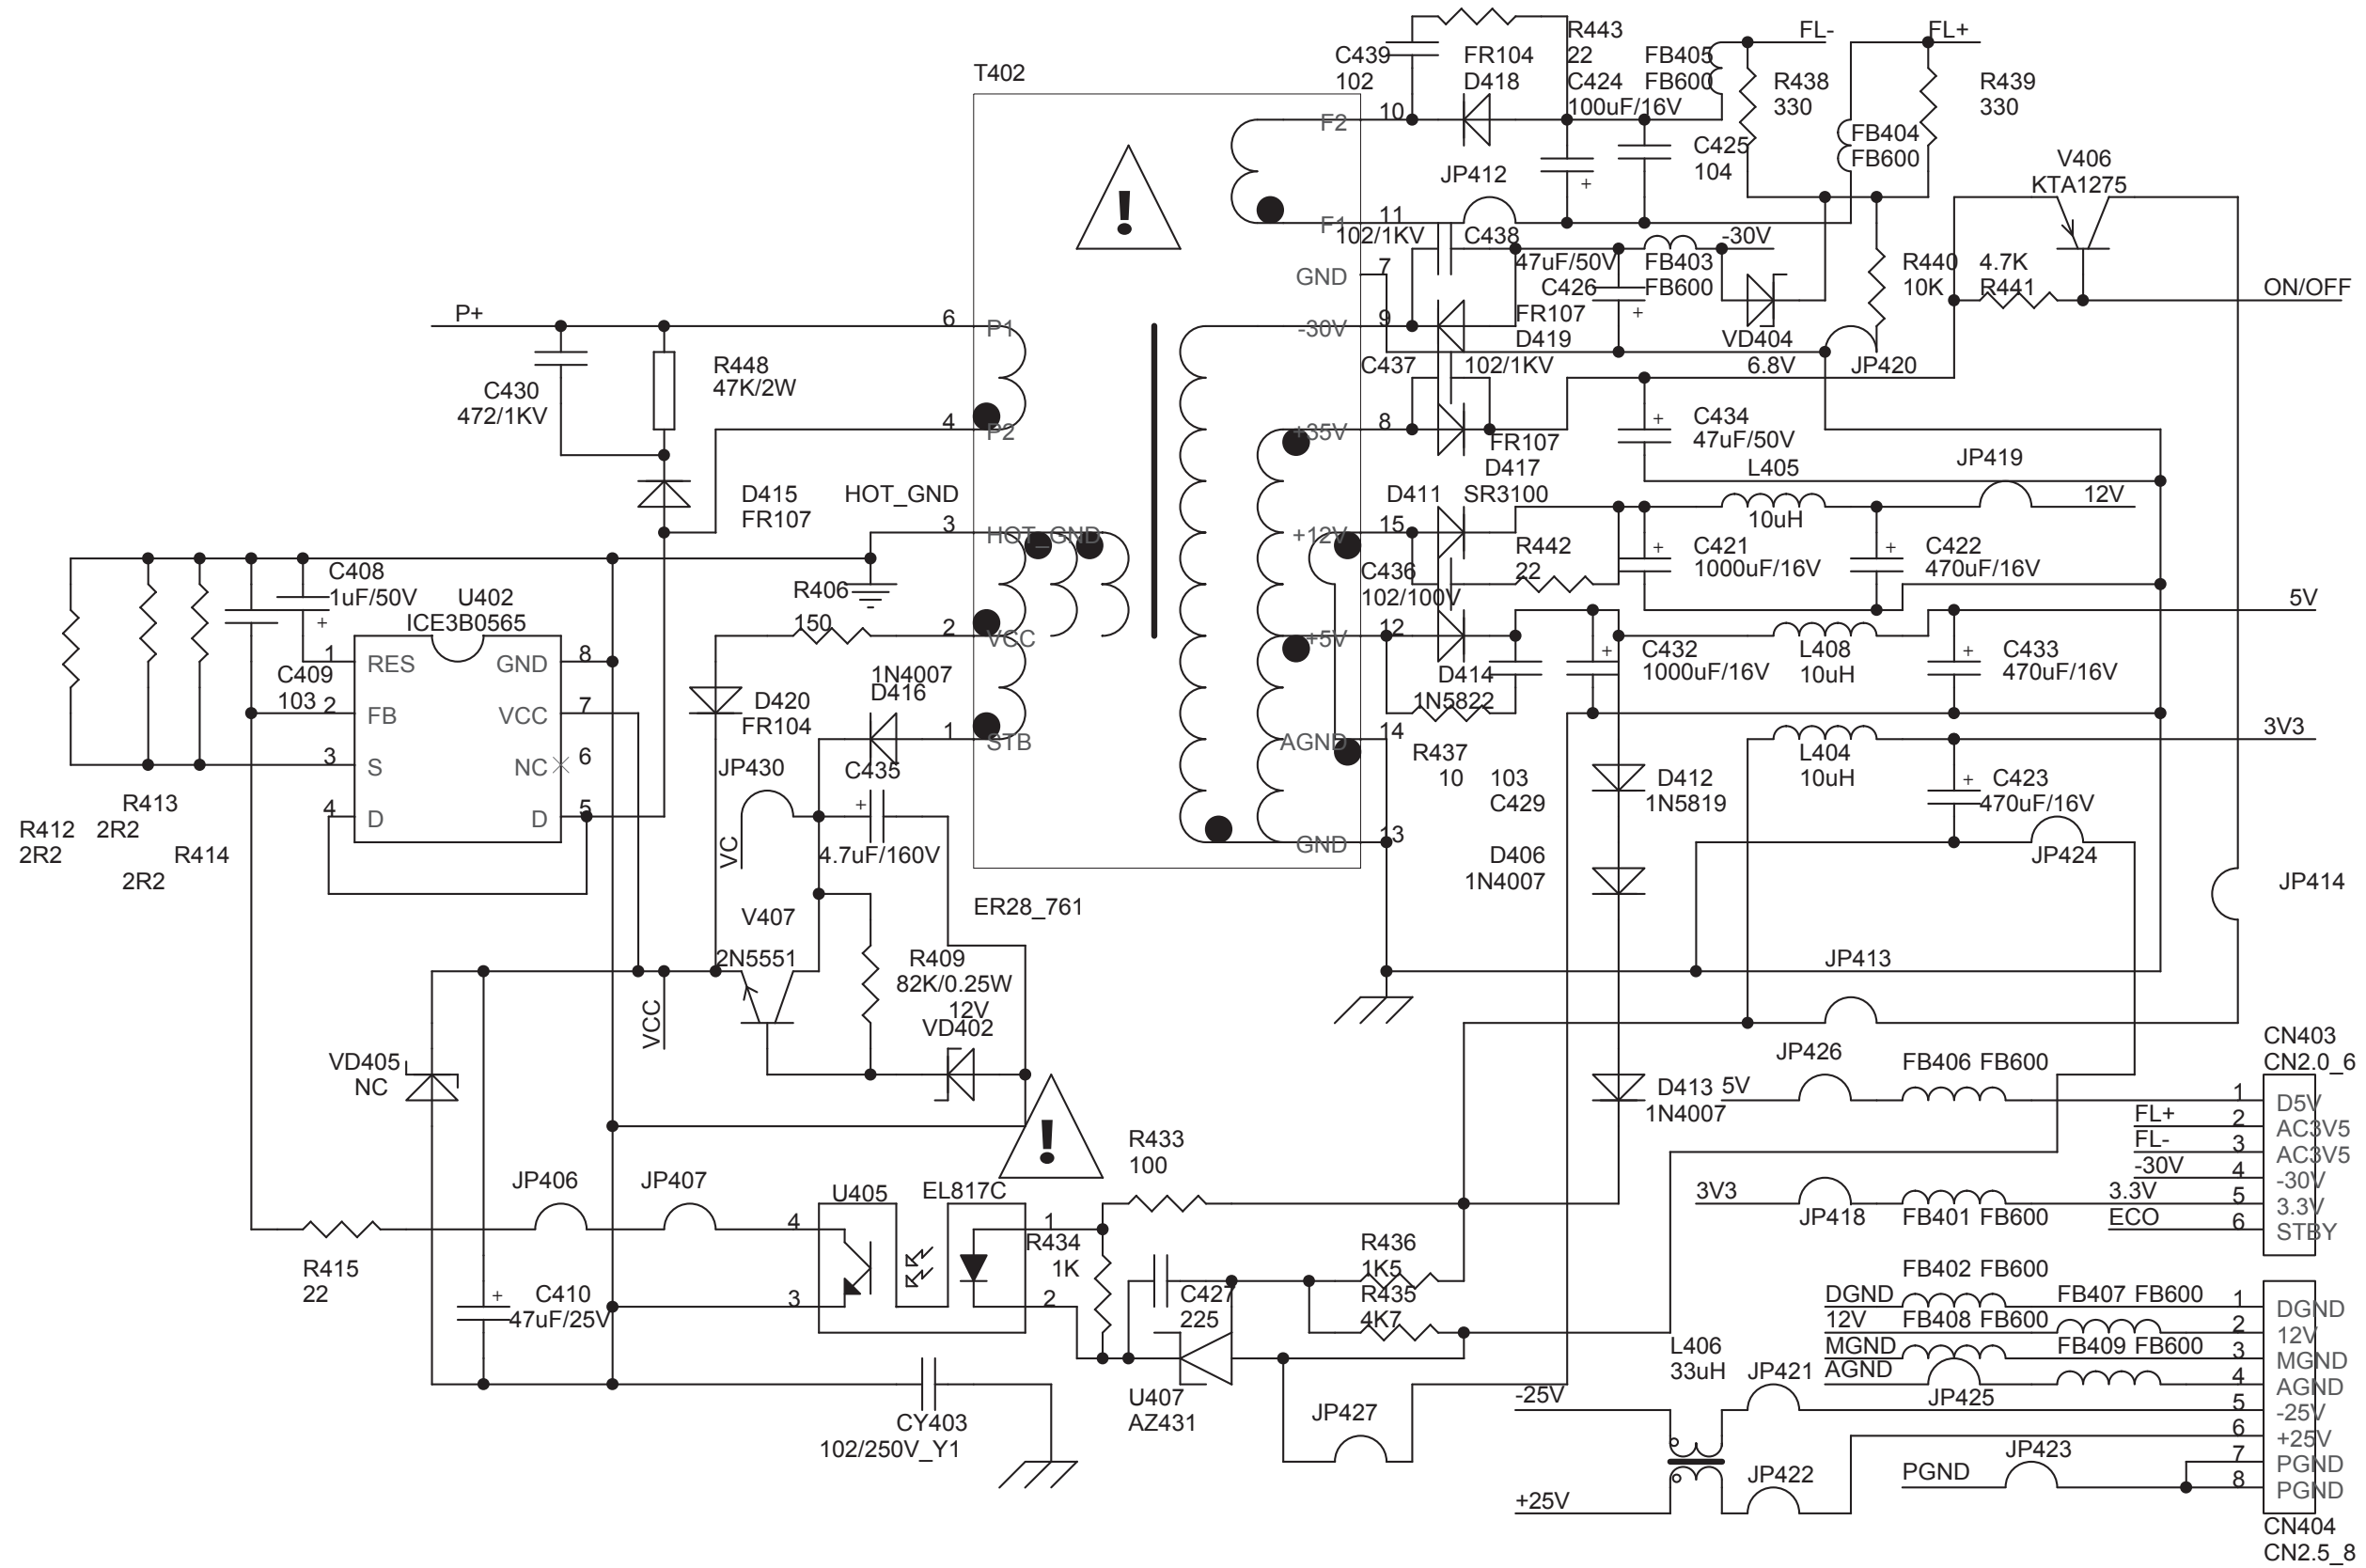 T402
C439
102
FR104
D418
R443
22
C424
100uF/16V
FB405
FB600
FL-
R438
330
FL+
R439
330
10
F2
C425
104
FB404
FB600
V406
KTA1275
JP412
11
F1
102/1KV
C438
47uF/50V
C426
FB403
FB600
-30V
R440
10K
4.7K
R441
ON/OFF
7
GND
9
-30V
FR107
D419
VD404
6.8V
JP420
P+
6
P1
C430
472/1KV
R448
47K/2W
4
P2
C437
102/1KV
8
+35V
FR107
D417
C434
47uF/50V
L405
10uH
JP419
12V
D415
FR107
HOT_GND
3
HOT_GND
D411
SR3100
15
+12V
R442
22
C421
1000uF/16V
C422
470uF/16V
C436
102/100V
C408
1uF/50V
+
U402
ICE3B0565
R406
150
2
VCC
12
+5V
5V
1
RES
GND
8
C409
103
2
FB
VCC
7
3
S
NC
6
4
D
D
5
D420
FR104
1N4007
D416
1
STB
D414
1N5822
C432
1000uF/16V
L408
10uH
C433
470uF/16V
14
AGND
R437
10
103
C429
D412
1N5819
L404
10uH
C423
470uF/16V
3V3
R413
2R2
R412
2R2
R414
2R2
JP430
VC
C435
+
4.7uF/160V
13
GND
D406
1N4007
JP424
JP414
ER28_761
V407
2N5551
R409
82K/0.25W
12V
VD402
JP413
VCC
VD405
NC
JP426
FB406 FB600
CN403
CN2.0_6
D413
1N4007
5V
1
D5V
FL+
2
AC3V5
FL-
3
AC3V5
-30V
4
-30V
3V3
JP418
FB401 FB600
3.3V
5
3.3V
ECO
6
STBY
R433
100
JP406
JP407
U405
EL817C
4
1
3
2
R434
1K
R436
1K5
R435
4K7
C427
225
R415
22
C410
+
47uF/25V
CY403
102/250V_Y1
U407
AZ431
JP427
L406
33uH
-25V
+25V
JP421
JP422
FB402 FB600
DGND
FB407 FB600
1
DGND
12V
FB408 FB600
2
12V
MGND
FB409 FB600
3
MGND
AGND
JP425
4
AGND
5
-25V
6
+25V
JP423
7
PGND
PGND
8
PGND
CN404
CN2.5_8